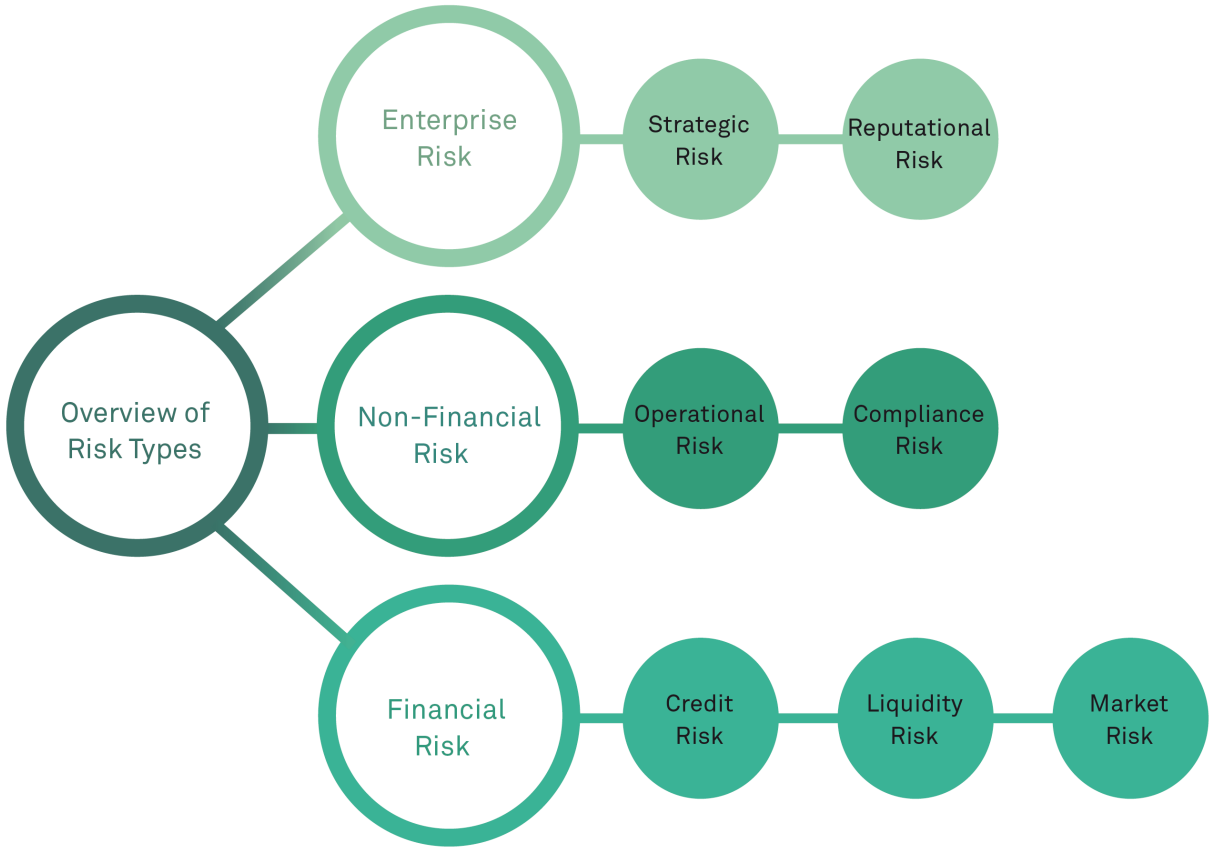 Enterprise
Risk
Strategic
Risk
Reputational
Risk
Overview of
Risk Types
Non-Financial
Risk
Operational
Risk
Compliance
Risk
Financial
Risk
Credit
Risk
Liquidity
Risk
Market
Risk